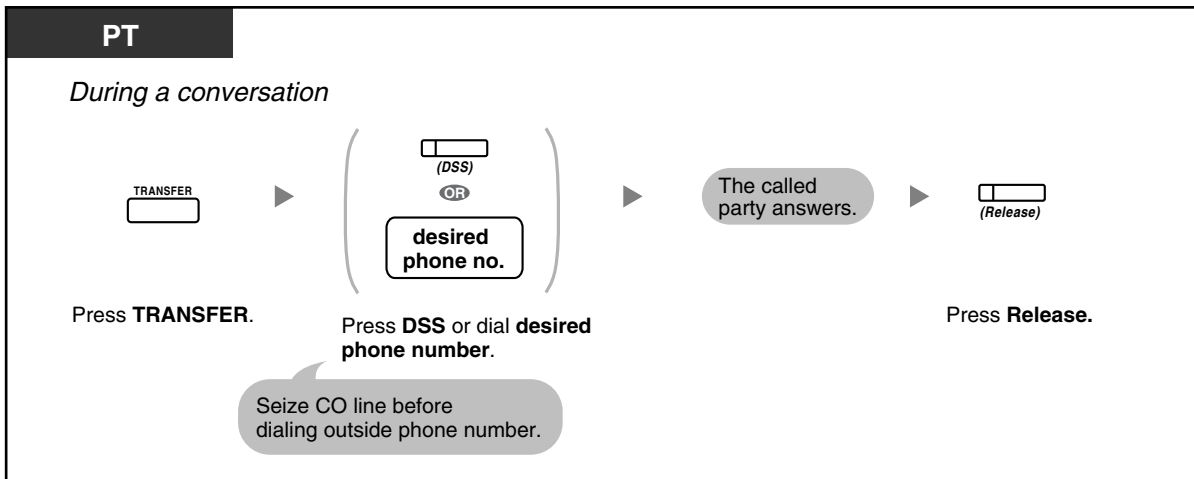 PT
During a conversation
TRANSFER
(DSS)
OR
desired
phone no.
The called
party answers.
(Release)
Press TRANSFER.
Press DSS or dial desired
phone number.
Press Release.
Seize CO line before
dialing outside phone number.